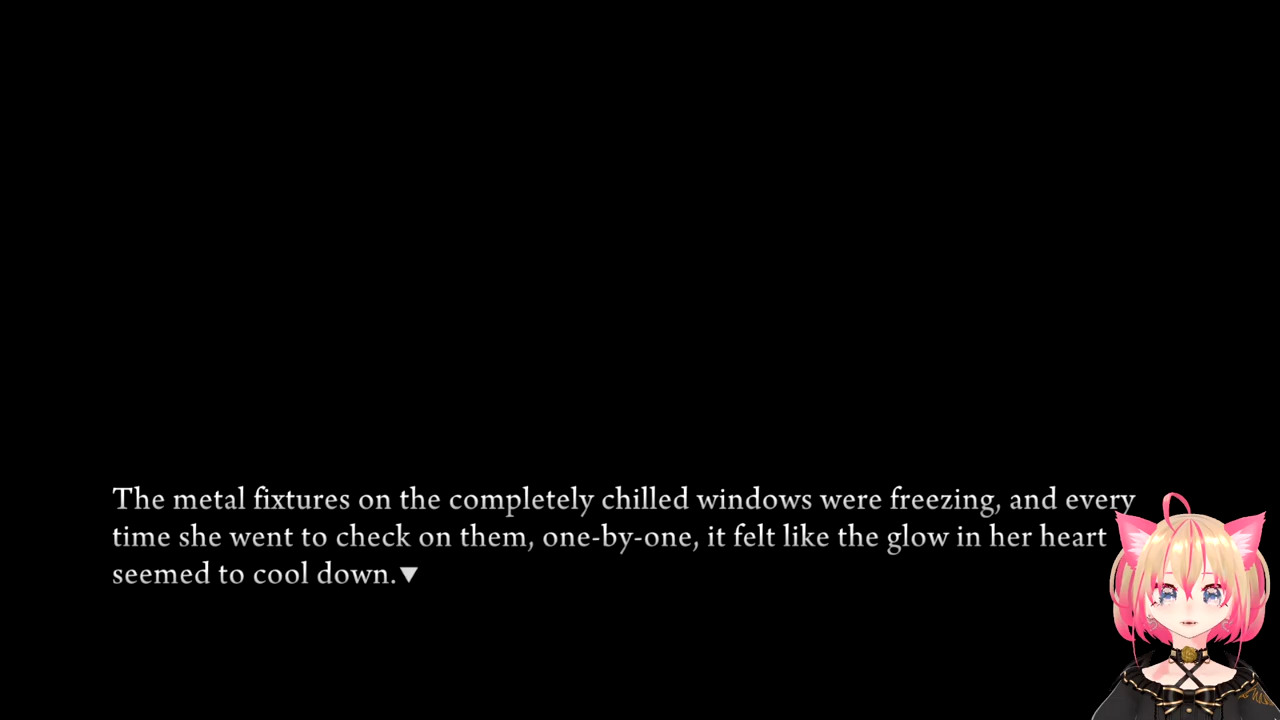 The metal fixtures on the completely chilled windows were freezing, and every
time she went to check on them, one-by-one, it felt like the glow in her heart
seemed to cool down.▼